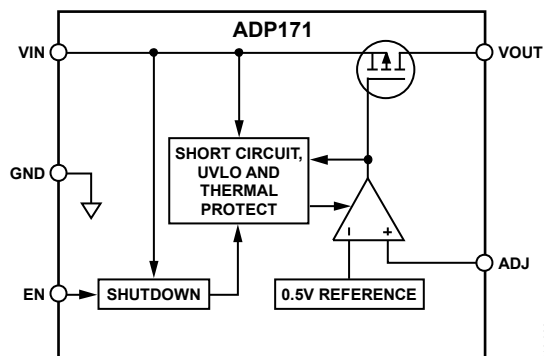 ADP171
VIN
VOUT
SHORT CIRCUIT,
UVLO AND
THERMAL
PROTECT
GND
– +
ADJ
EN
SHUTDOWN
0.5V REFERENCE